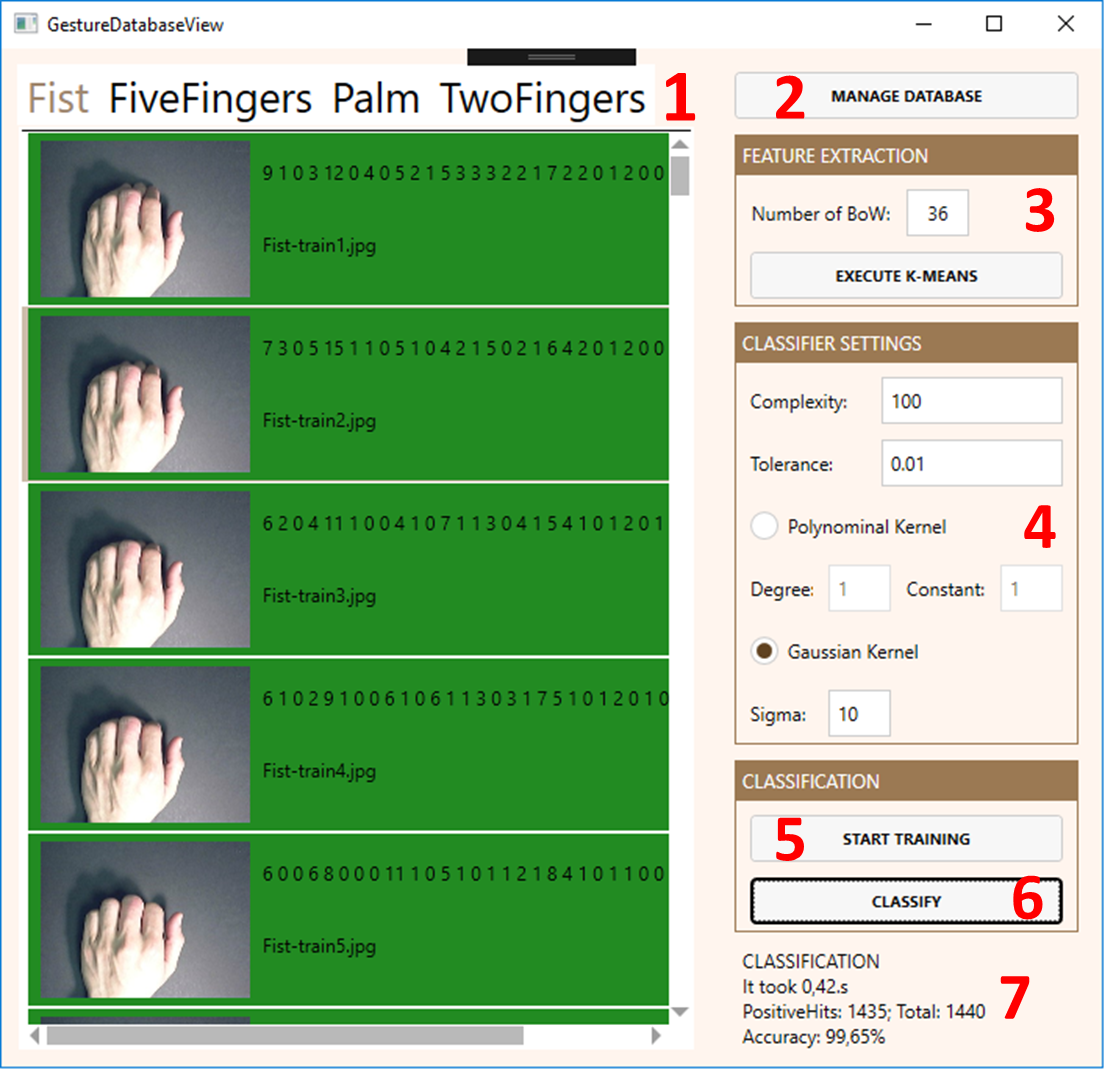 GestureDatabaseView
Fist FiveFingers Palm TwoFingers 1
9 1 0 3 12 0 4 0 5 2 1 5 3 3 3 2 2 1 7 2 2 0 1 2 0 0
Fist-train1.jpg
7 3 0 5 15 1 1 0 5 1 0 4 2 1 5 0 2 1 6 4 2 0 1 2 0 0
Fist-train2.jpg
6 2 0 4 11 1 0 0 4 1 0 7 1 1 3 0 4 1 5 4 1 0 1 2 0 1
Fist-train3.jpg
6 1 0 2 9 1 0 0 6 1 0 6 1 1 3 0 3 1 7 5 1 0 1 2 0 1 0
Fist-train4.jpg
6 0 0 6 8 0 0 0 11 1 0 5 1 0 1 1 2 1 8 4 1 0 1 1 0 0
Fist-train5.jpg
2 MANAGE DATABASE
FEATURE EXTRACTION
Number of BoW: 36 3
EXECUTE K-MEANS
CLASSIFIER SETTINGS
Complexity: 100
Tolerance: 0.01
Polynominal Kernel 4
Degree: 1 Constant: 1
Gaussian Kernel
Sigma: 10
CLASSIFICATION
5 START TRAINING
CLASSIFY 6
CLASSIFICATION
It took 0,42.s
PositiveHits: 1435; Total: 1440 7
Accuracy: 99,65%